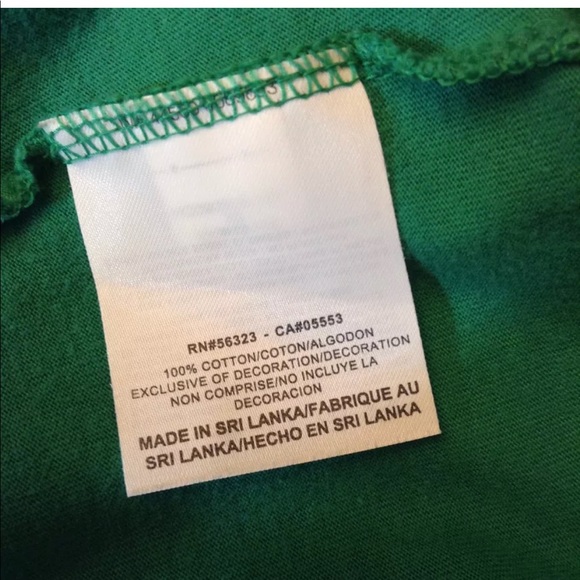 RN#56323 - CA#05553
100% COTTON/COTON/ALGODON
EXCLUSIVE OF DECORATION/DECORATION
NON COMPRISE/NO INCLUYE LA
DECORACION
MADE IN SRI LANKA/FABRIQUE AU
SRI LANKA/HECHO EN SRI LANKA